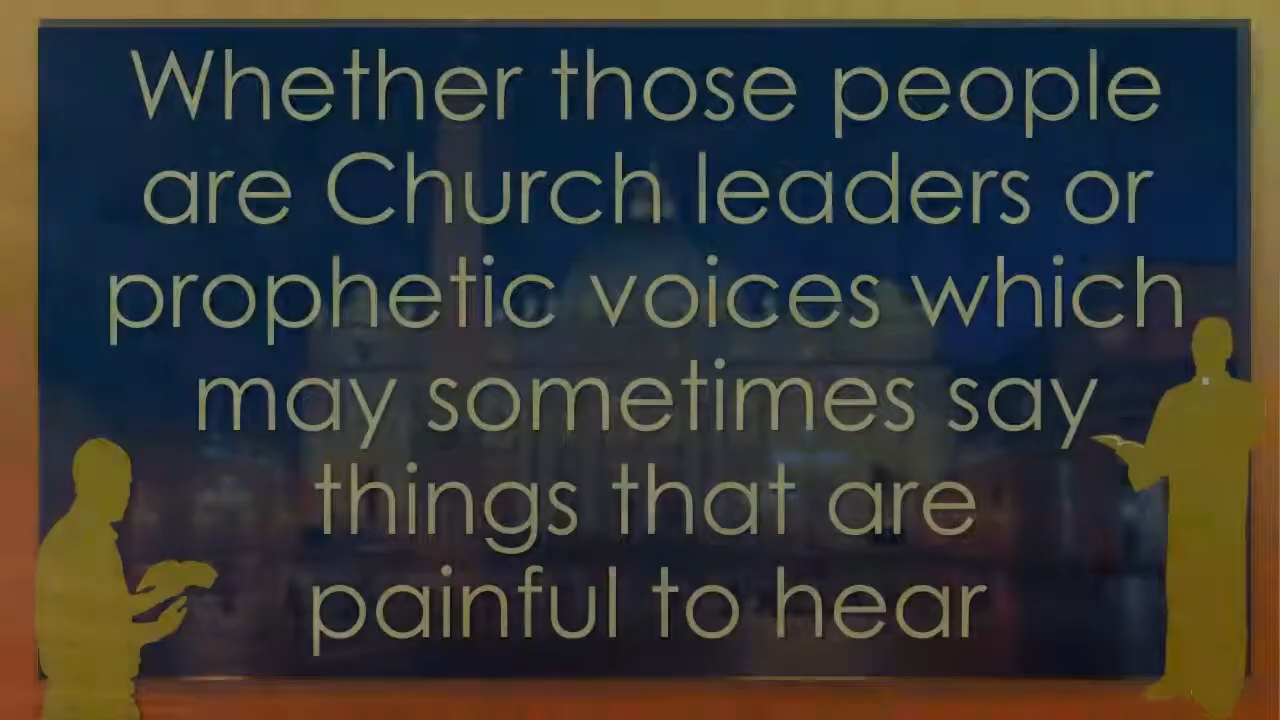 Whether those people
are Church leaders or
prophetic voices which
may sometimes say
things that are
painful to hear